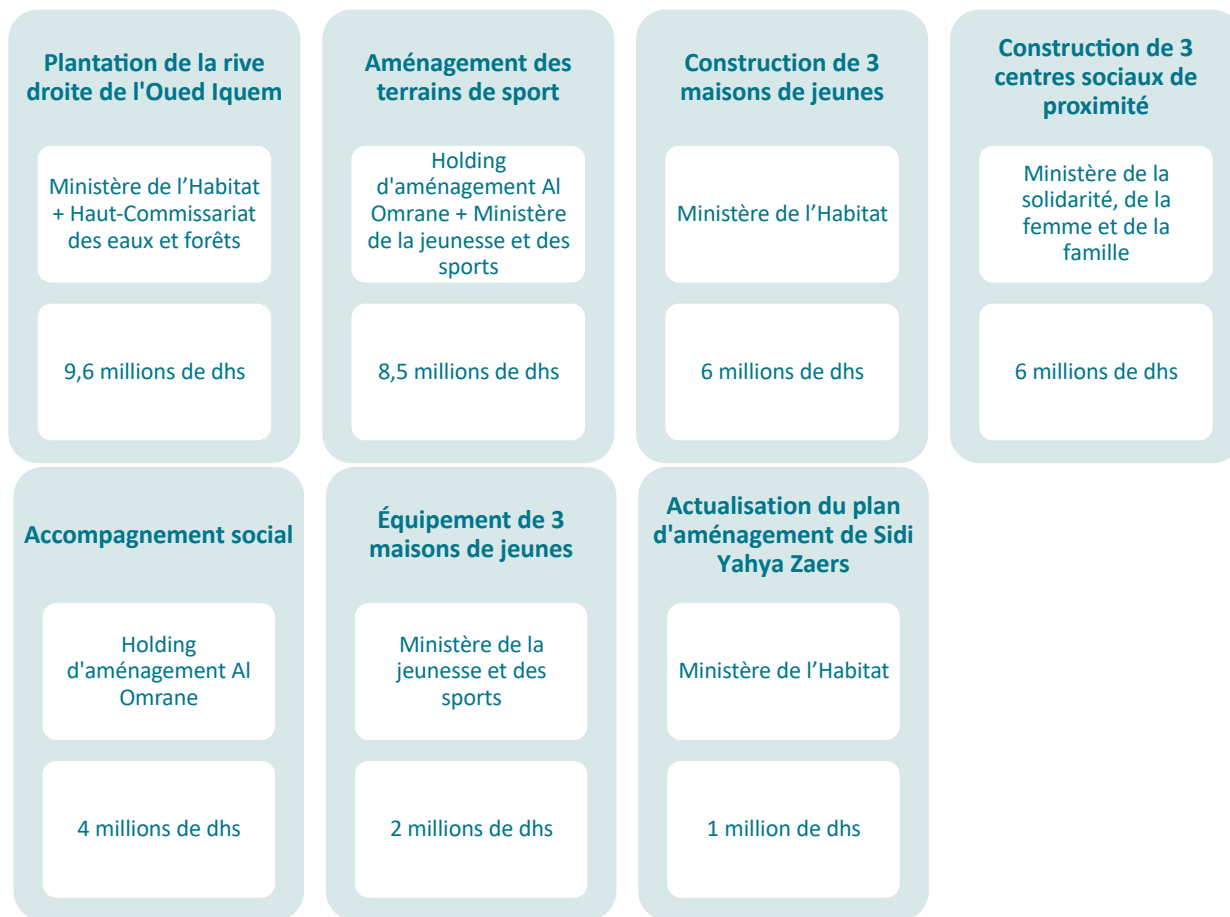 Plantation de la rive
droite de l'Oued Iquem
Ministère de l’Habitat
+ Haut-Commissariat
des eaux et forêts
9,6 millions de dhs
Aménagement des
terrains de sport
Holding
d'aménagement Al
Omrane + Ministère
de la jeunesse et des
sports
8,5 millions de dhs
Construction de 3
maisons de jeunes
Ministère de l’Habitat
6 millions de dhs
Construction de 3
centres sociaux de
proximité
Ministère de la
solidarité, de la
femme et de la
famille
6 millions de dhs
Accompagnement social
Holding
d'aménagement Al
Omrane
4 millions de dhs
Équipement de 3
maisons de jeunes
Ministère de la
jeunesse et des
sports
2 millions de dhs
Actualisation du plan
d'aménagement de Sidi
Yahya Zaers
Ministère de l’Habitat
1 million de dhs